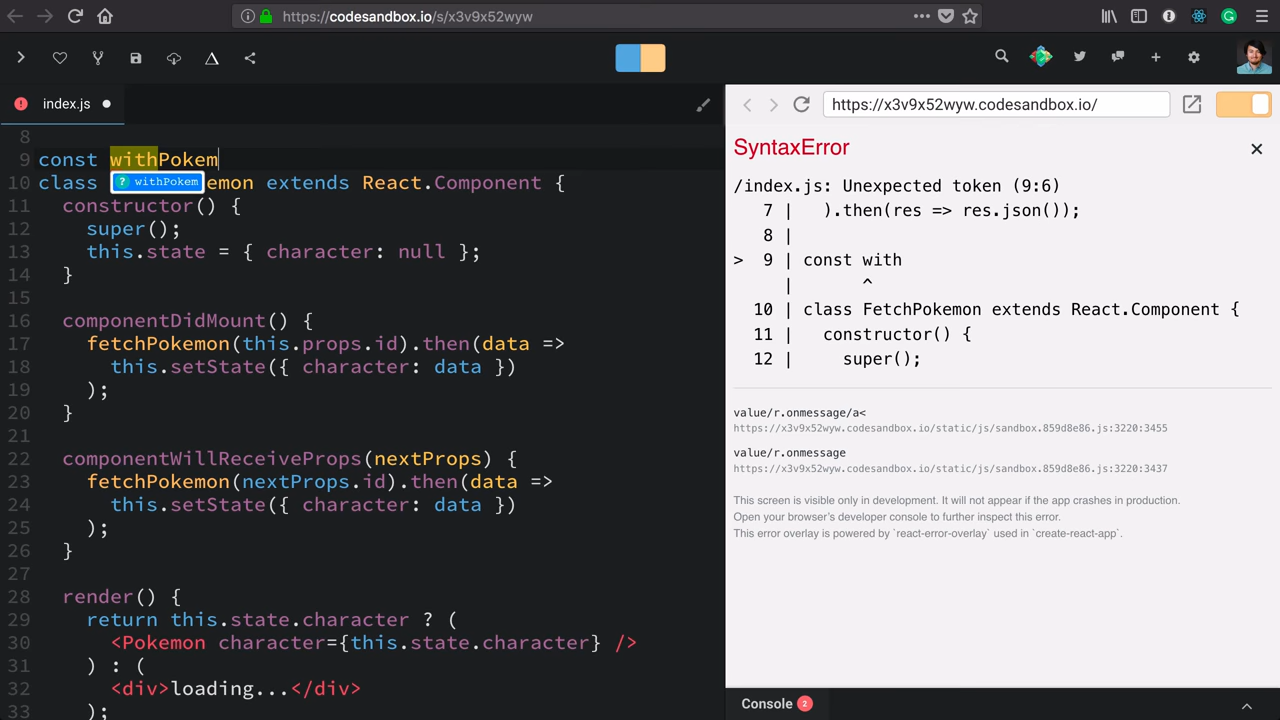 https://codesandbox.io/s/x3v9x52wyw
index.js
https://x3v9x52wyw.codesandbox.io/
8
9 const withPokem
withPokem
10 class emon extends React.Component {
11 constructor() {
12 super();
13 this.state = { character: null };
14 }
15
16 componentDidMount() {
17 fetchPokemon(this.props.id).then(data =>
18 this.setState({ character: data })
19 );
20 }
21
22 componentWillReceiveProps(nextProps) {
23 fetchPokemon(nextProps.id).then(data =>
24 this.setState({ character: data })
25 );
26 }
27
28 render() {
29 return this.state.character ? (
30 <Pokemon character={this.state.character} />
31 ) : (
32 <div>loading...</div>
33 );
SyntaxError
/index.js: Unexpected token (9:6)
7 | ).then(res => res.json());
8 |
> 9 | const with
| ^
10 | class FetchPokemon extends React.Component {
11 | constructor() {
12 | super();
value/r.onmessage/a<
https://x3v9x52wyw.codesandbox.io/static/js/sandbox.859d8e86.js:3220:3455
value/r.onmessage
https://x3v9x52wyw.codesandbox.io/static/js/sandbox.859d8e86.js:3220:3437
This screen is visible only in development. It will not appear if the app crashes in production.
Open your browser's developer console to further inspect this error.
This error overlay is powered by `react-error-overlay` used in `create-react-app`.
Console 2